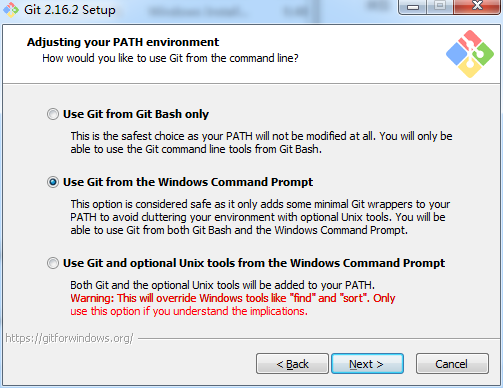 Git 2.16.2 Setup
Adjusting your PATH environment
How would you like to use Git from the command line?
Use Git from Git Bash only
This is the safest choice as your PATH will not be modified at all. You will only be
able to use the Git command line tools from Git Bash.
Use Git from the Windows Command Prompt
This option is considered safe as it only adds some minimal Git wrappers to your
PATH to avoid cluttering your environment with optional Unix tools. You will be
able to use Git from both Git Bash and the Windows Command Prompt.
Use Git and optional Unix tools from the Windows Command Prompt
Both Git and the optional Unix tools will be added to your PATH.
Warning: This will override Windows tools like "find" and "sort". Only
use this option if you understand the implications.
https://gitforwindows.org/
< Back Next > Cancel